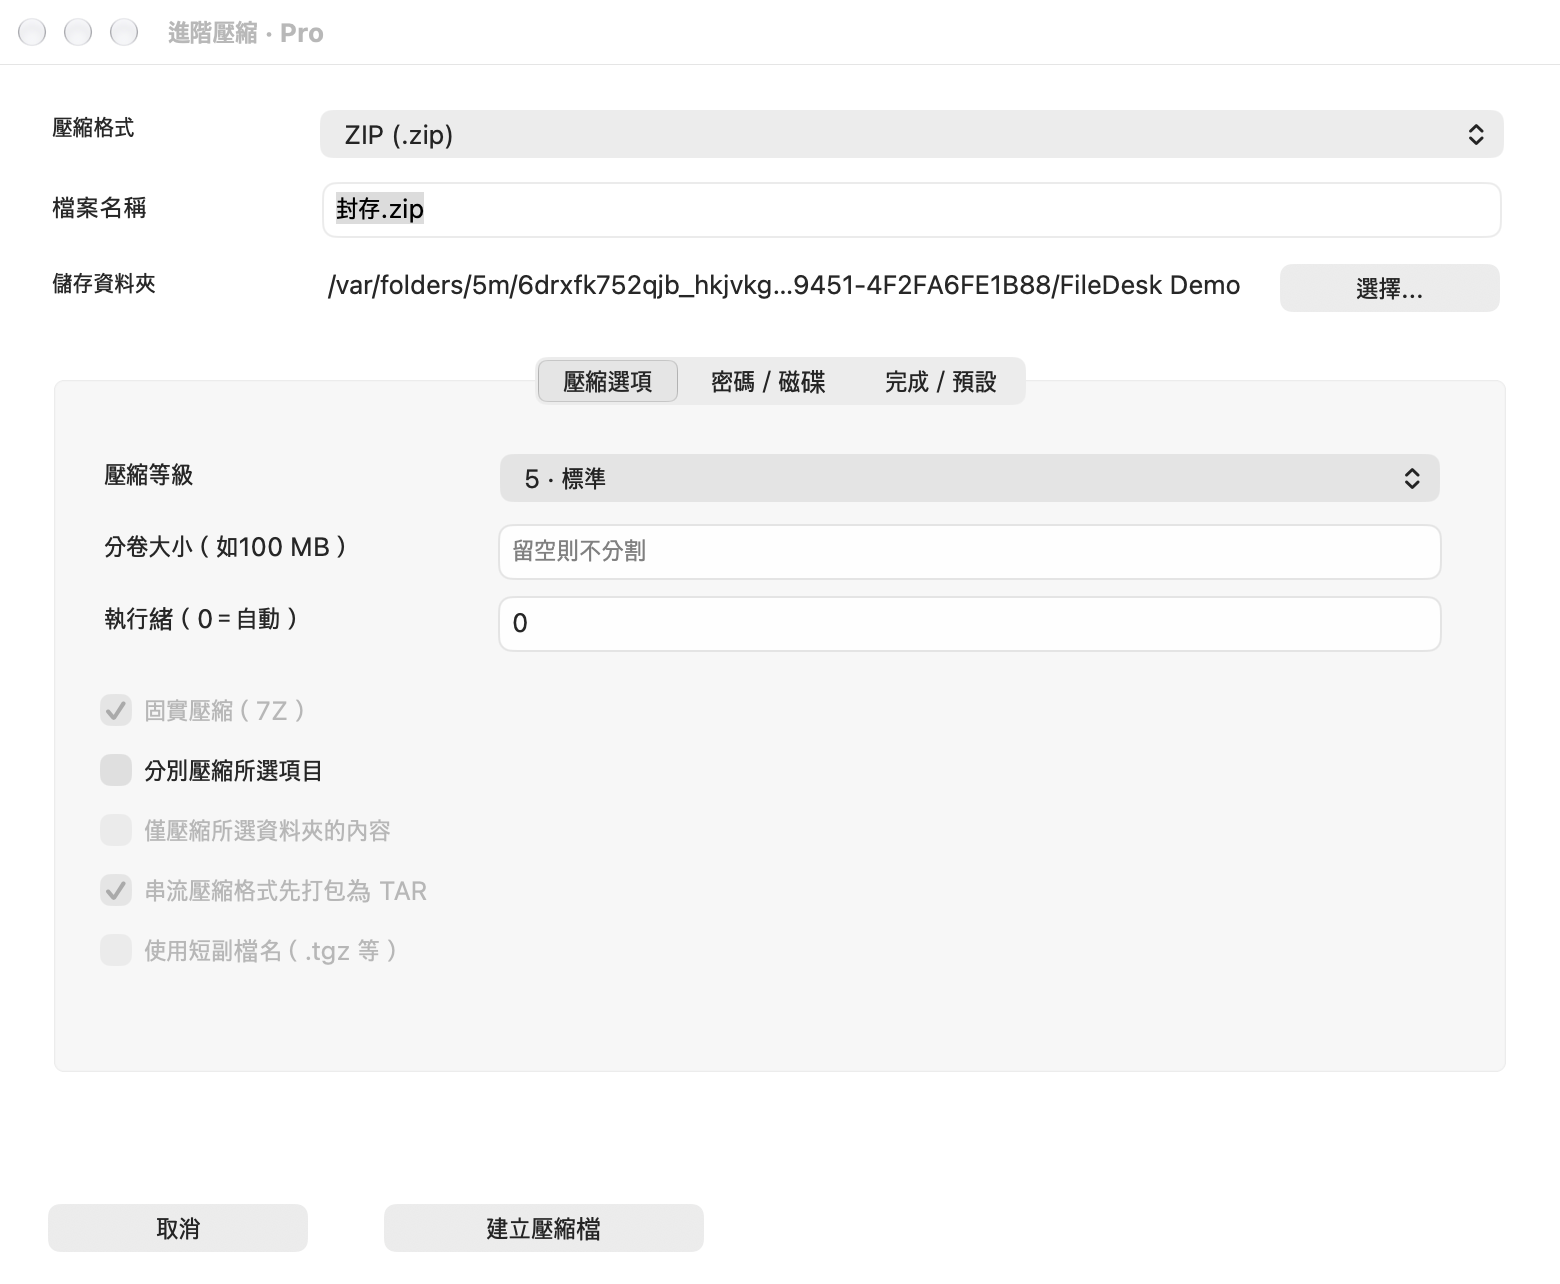 進階壓縮 · Pro
壓縮格式
ZIP (.zip)
檔案名稱
封存.zip
儲存資料夾
/var/folders/5m/6drxfk752qjb_hkjvkg...9451-4F2FA6FE1B88/FileDesk Demo
選擇...
壓縮選項
密碼 / 磁碟
完成 / 預設
壓縮等級
5 · 標準
分卷大小（如100 MB）
留空則不分割
執行緒（0=自動）
0
固實壓縮（7Z）
分別壓縮所選項目
僅壓縮所選資料夾的內容
串流壓縮格式先打包為 TAR
使用短副檔名（.tgz 等）
取消
建立壓縮檔